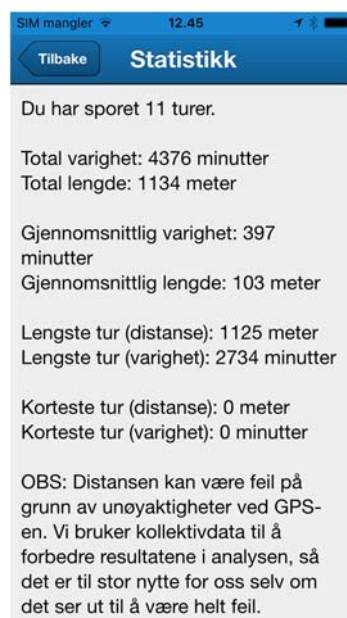 SIM mangler 12.45
Tilbake Statistikk
Du har sporet 11 turer.
Total varighet: 4376 minutter
Total lengde: 1134 meter
Gjennomsnittlig varighet: 397
minutter
Gjennomsnittlig lengde: 103 meter
Lengste tur (distanse): 1125 meter
Lengste tur (varighet): 2734 minutter
Korteste tur (distanse): 0 meter
Korteste tur (varighet): 0 minutter
OBS: Distansen kan være feil på
grunn av unøyaktigheter ved GPS-
en. Vi bruker kollektivdata til å
forbedre resultatene i analysen, så
det er til stor nytte for oss selv om
det ser ut til å være helt feil.